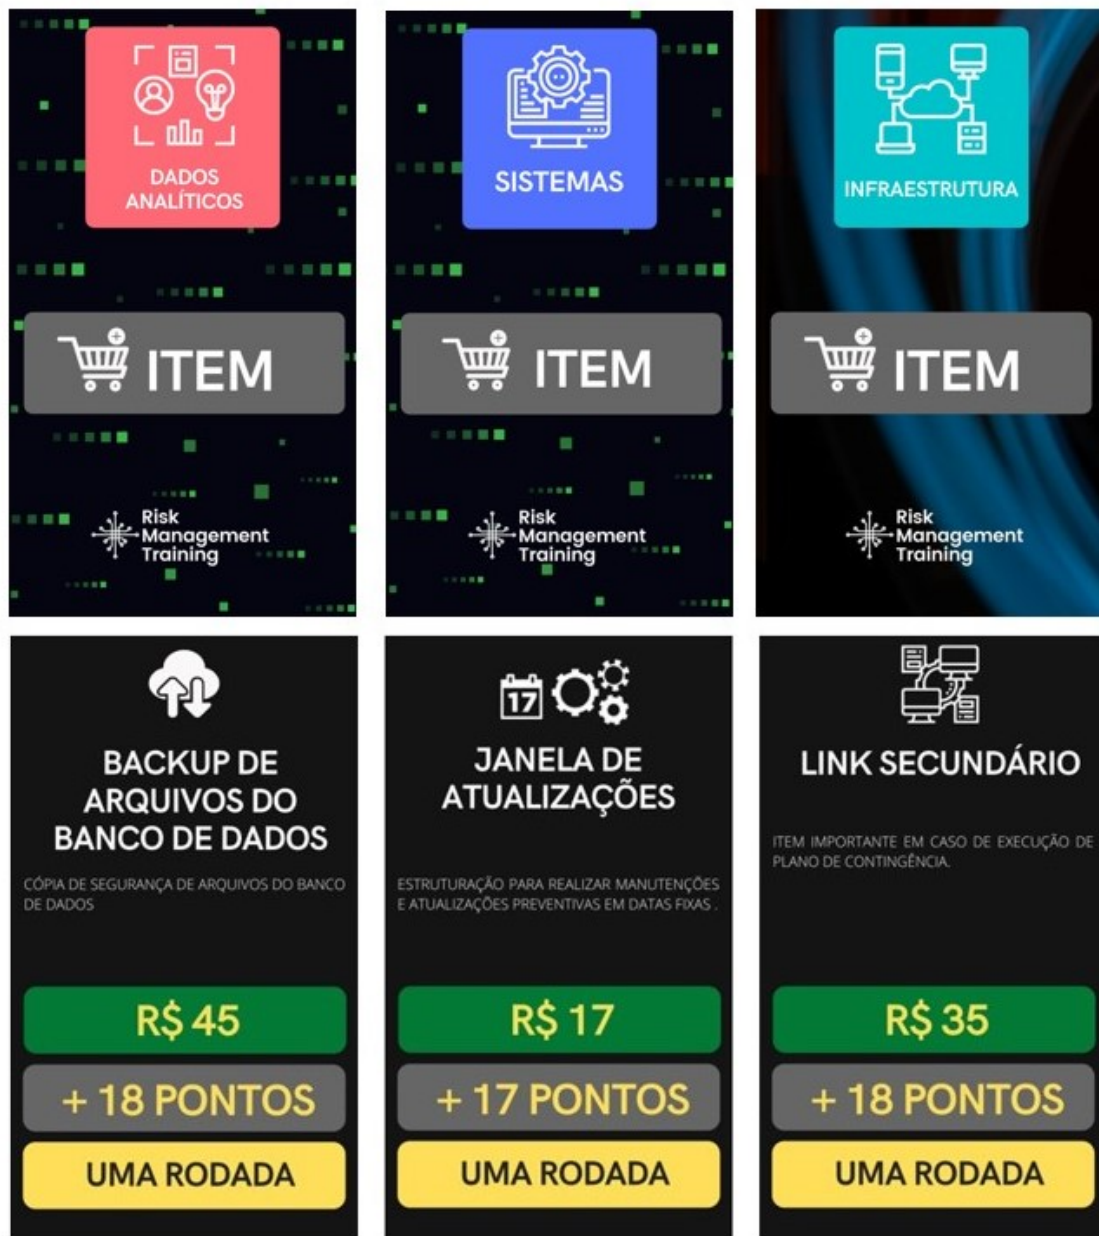 DADOS
ANALÍTICOS
ITEM
Risk
Management
Training
SISTEMAS
ITEM
Risk
Management
Training
INFRAESTRUTURA
ITEM
Risk
Management
Training
BACKUP DE
ARQUIVOS DO
BANCO DE DADOS
CÓPIA DE SEGURANÇA DE ARQUIVOS DO BANCO
DE DADOS
R$ 45
+ 18 PONTOS
UMA RODADA
17
JANELA DE
ATUALIZAÇÕES
ESTRUTURAÇÃO PARA REALIZAR MANUTENÇÕES
E ATUALIZAÇÕES PREVENTIVAS EM DATAS FIXAS .
R$ 17
+ 17 PONTOS
UMA RODADA
LINK SECUNDÁRIO
ITEM IMPORTANTE EM CASO DE EXECUÇÃO DE
PLANO DE CONTINGÊNCIA.
R$ 35
+ 18 PONTOS
UMA RODADA